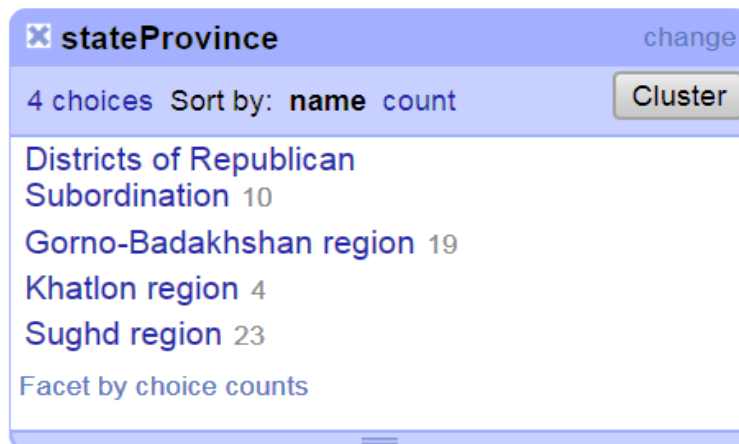 stateProvince change
4 choices Sort by: name count Cluster
Districts of Republican
Subordination 10
Gorno-Badakhshan region 19
Khatlon region 4
Sughd region 23
Facet by choice counts